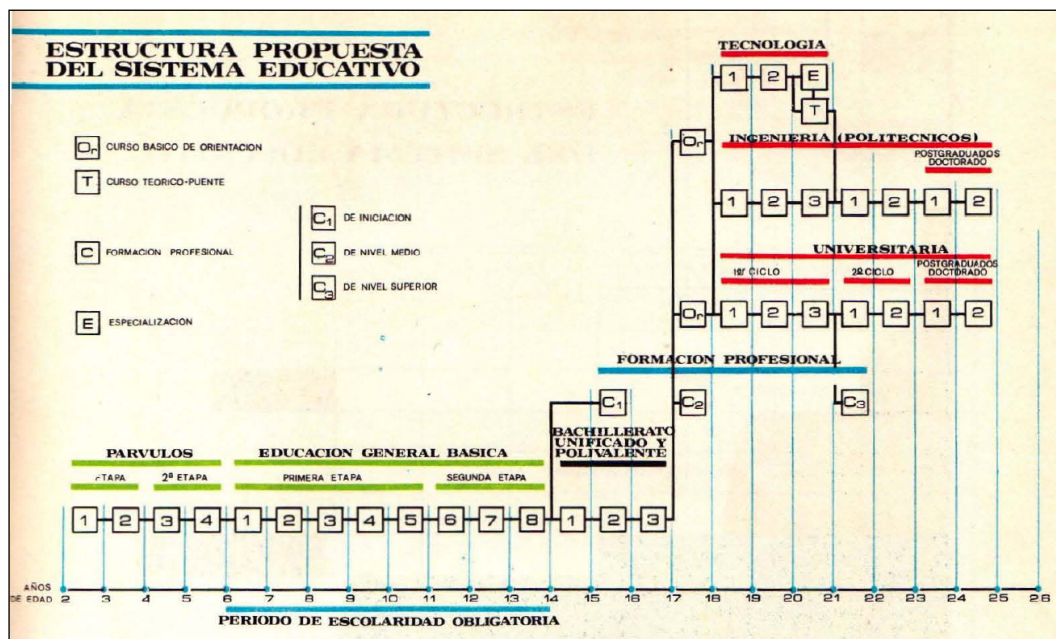 ESTRUCTURA PROPUESTA
DEL SISTEMA EDUCATIVO
Or CURSO BASICO DE ORIENTACION
T CURSO TEORICO-PUENTE
C FORMACION PROFESIONAL
C1 DE INICIACION
C2 DE NIVEL MEDIO
C3 DE NIVEL SUPERIOR
E ESPECIALIZACIÓN
TECNOLOGIA
1 2 E
T
Or
INGENIERIA (POLITECNICOS)
POSTGRADUADOS
DOCTORADO
1 2 3 1 2 1 2
UNIVERSITARIA
1er CICLO 2º CICLO POSTGRADUADOS
DOCTORADO
Or 1 2 3 1 2 1 2
FORMACION PROFESIONAL
C1 C2 C3
BACHILLERATO
UNIFICADO Y
POLIVALENTE
PARVULOS EDUCACION GENERAL BASICA
ETAPA 2ª ETAPA PRIMERA ETAPA SEGUNDA ETAPA
1 2 3 4 1 2 3 4 5 6 7 8 1 2 3
AÑOS
DE EDAD 2 3 4 5 6 7 8 9 10 11 12 13 14 15 16 17 18 19 20 21 22 23 24 25 26
PERIODO DE ESCOLARIDAD OBLIGATORIA